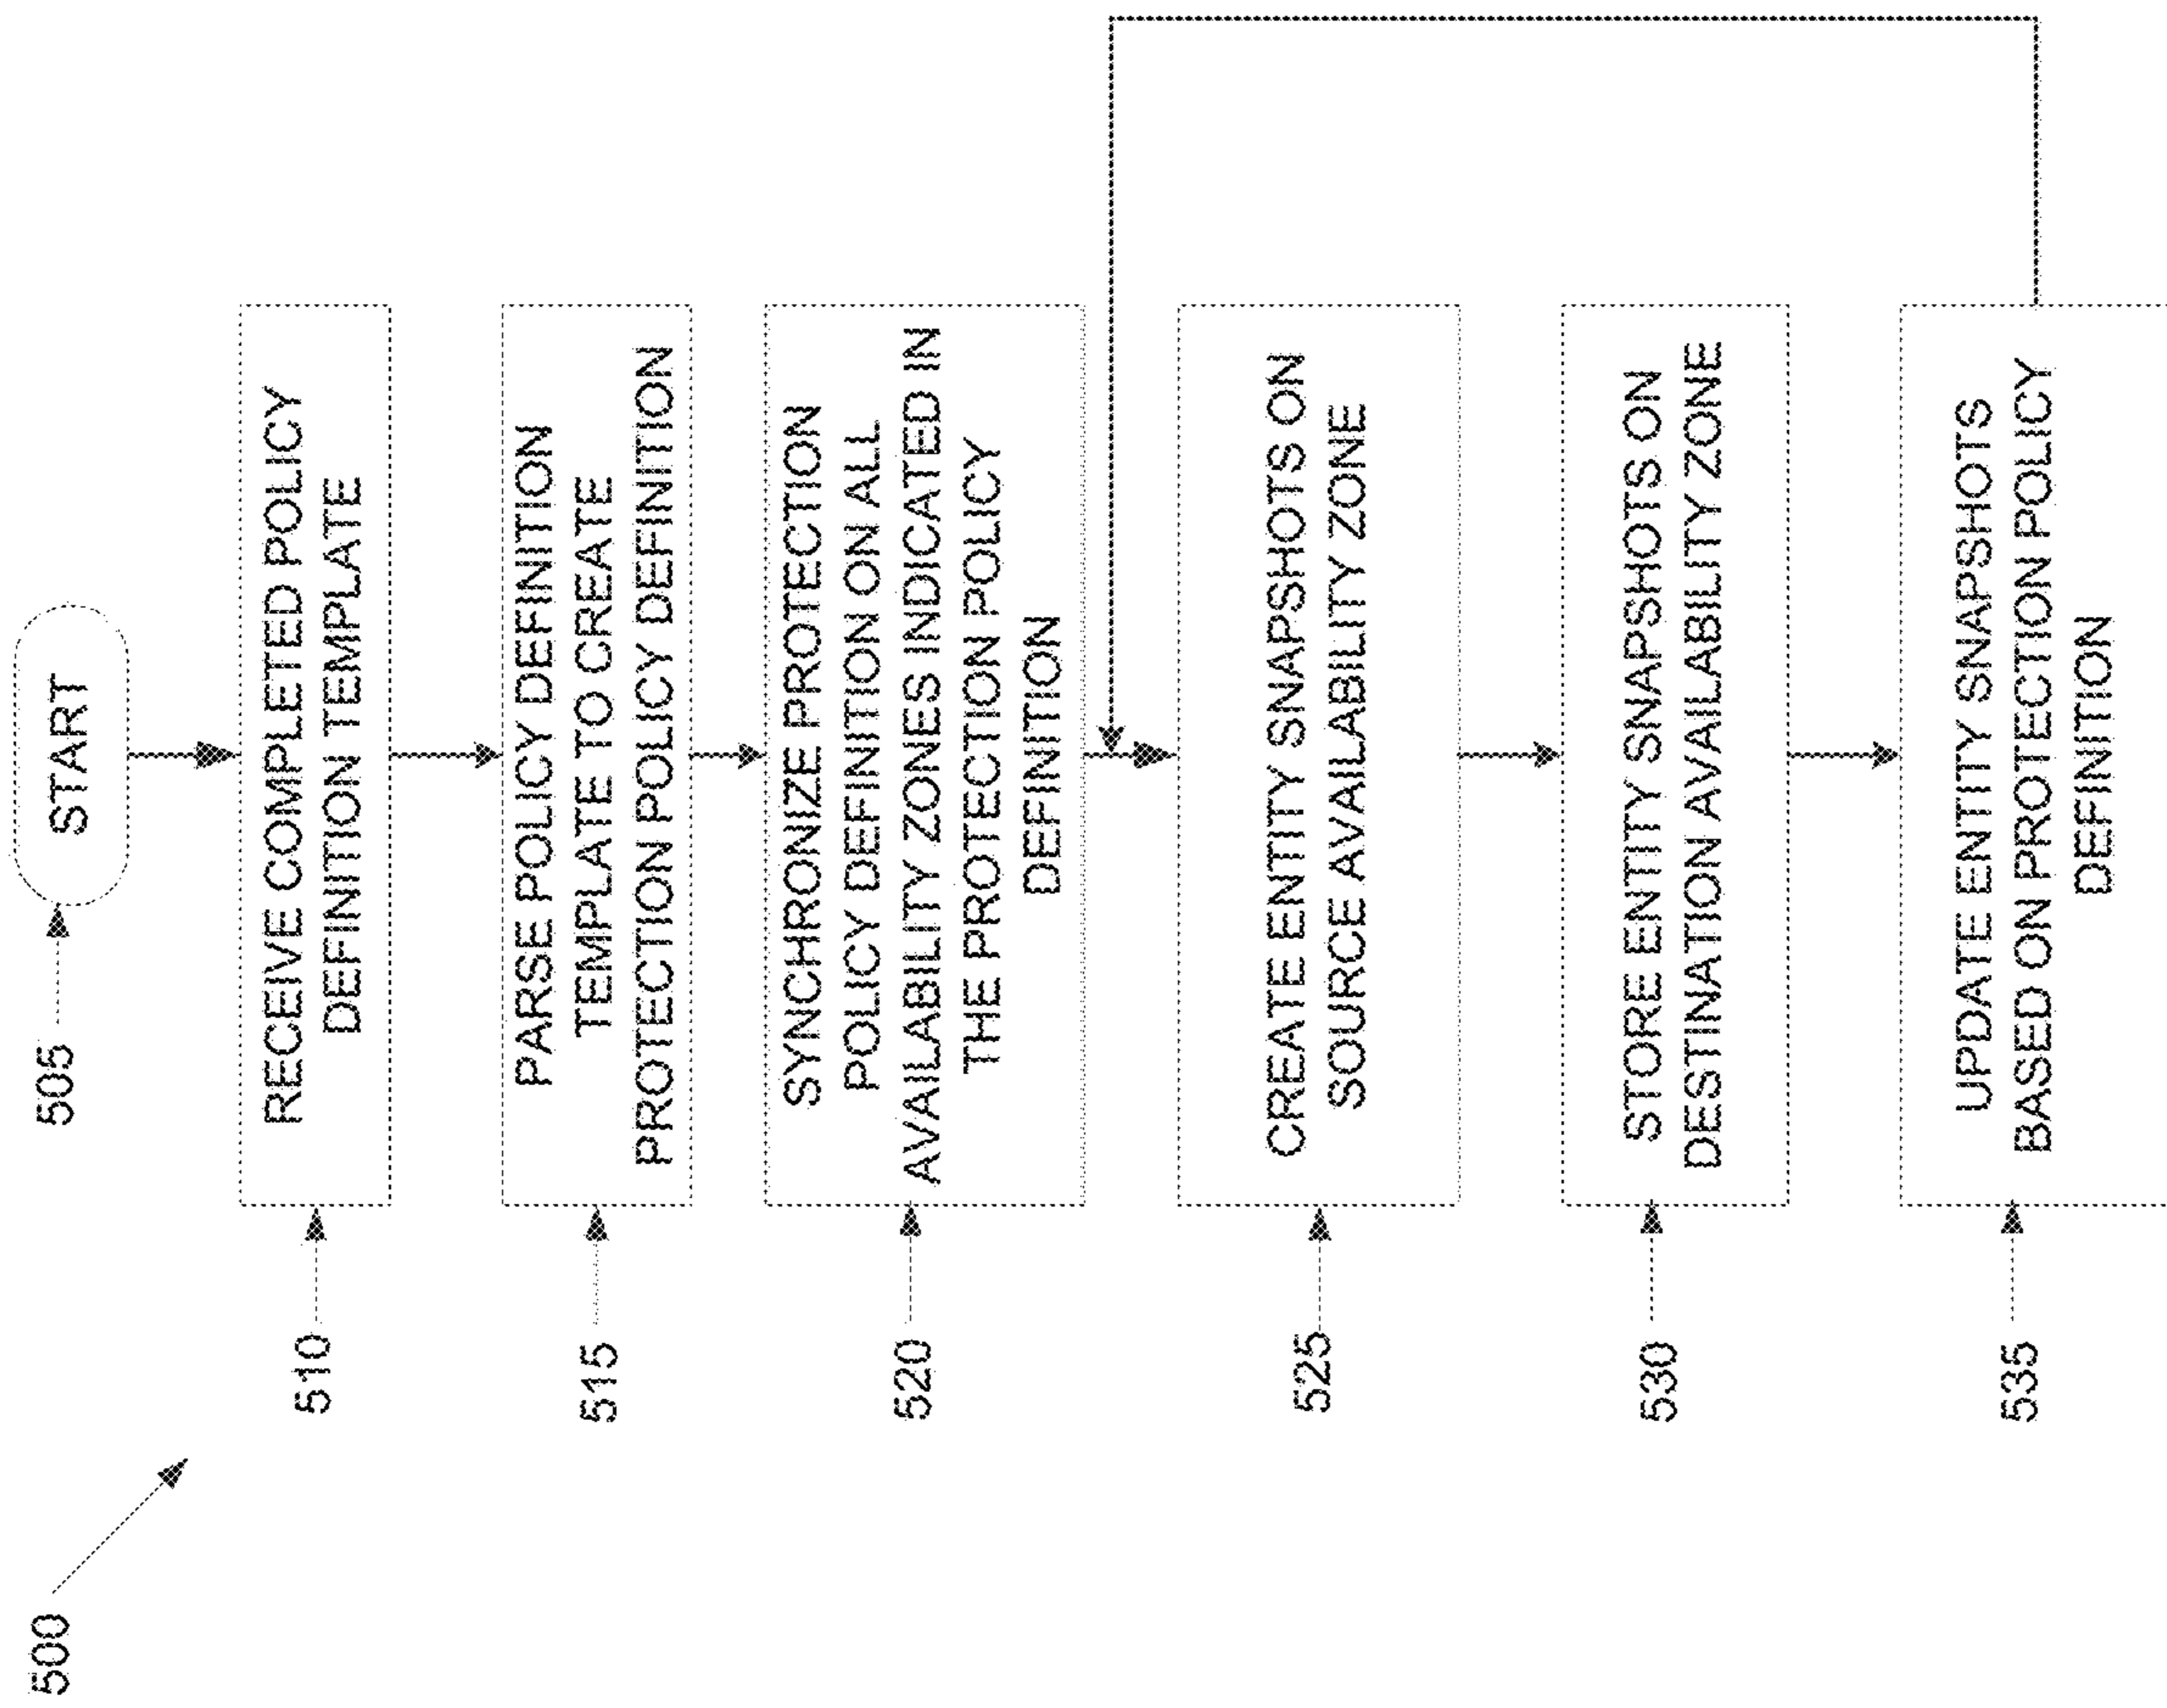 500
505
START
510
RECEIVE COMPLETED POLICY
DEFINITION TEMPLATE
515
PARSE POLICY DEFINITION
TEMPLATE TO CREATE
PROTECTION POLICY DEFINITION
520
SYNCHRONIZE PROTECTION
POLICY DEFINITION ON ALL
AVAILABILITY ZONES INDICATED IN
THE PROTECTION POLICY
DEFINITION
525
CREATE ENTITY SNAPSHOTS ON
SOURCE AVAILABILITY ZONE
530
STORE ENTITY SNAPSHOTS ON
DESTINATION AVAILABILITY ZONE
535
UPDATE ENTITY SNAPSHOTS
BASED ON PROTECTION POLICY
DEFINITION